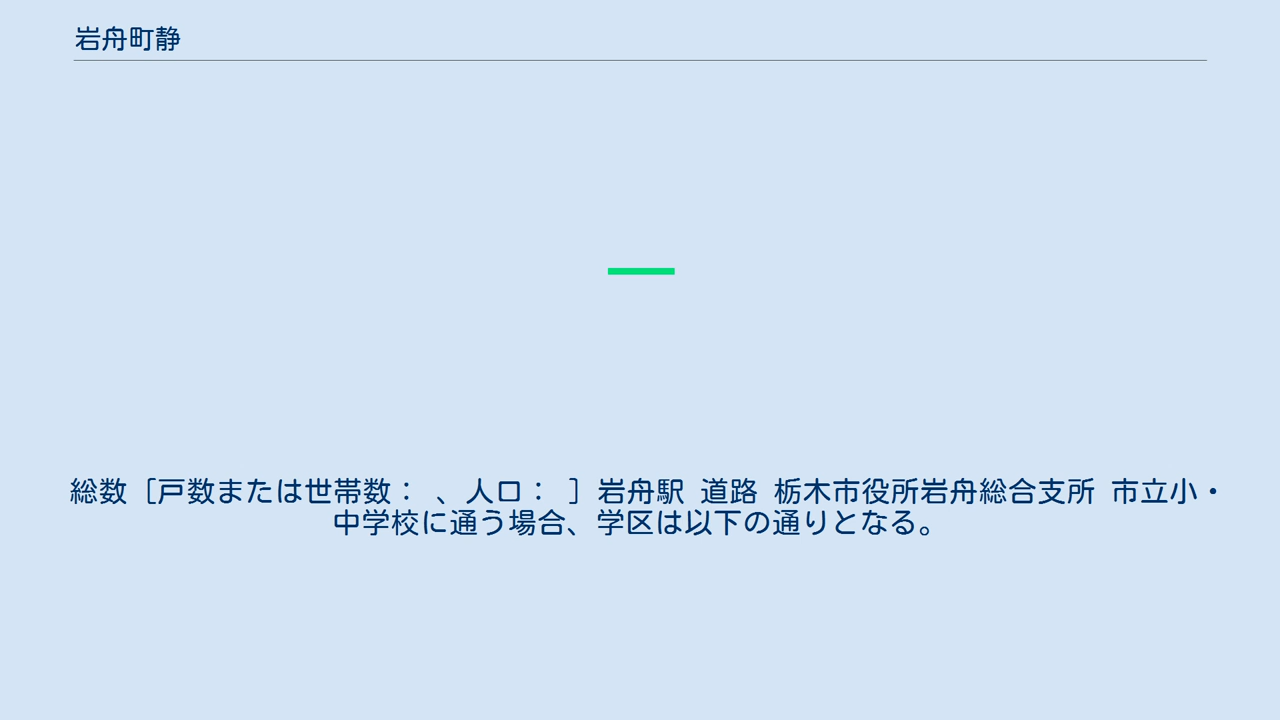 岩舟町静
総数［戸数または世帯数： 、人口： ］岩舟駅 道路 栃木市役所岩舟総合支所 市立小・
中学校に通う場合、学区は以下の通りとなる。